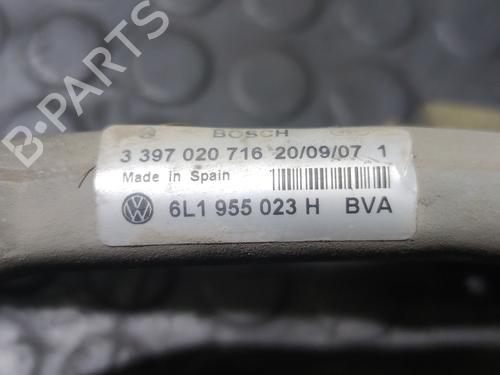 BOSCH
3 397 020 716 20/09/07 1
Made in Spain
6L1 955 023 H BVA
B-PARTS